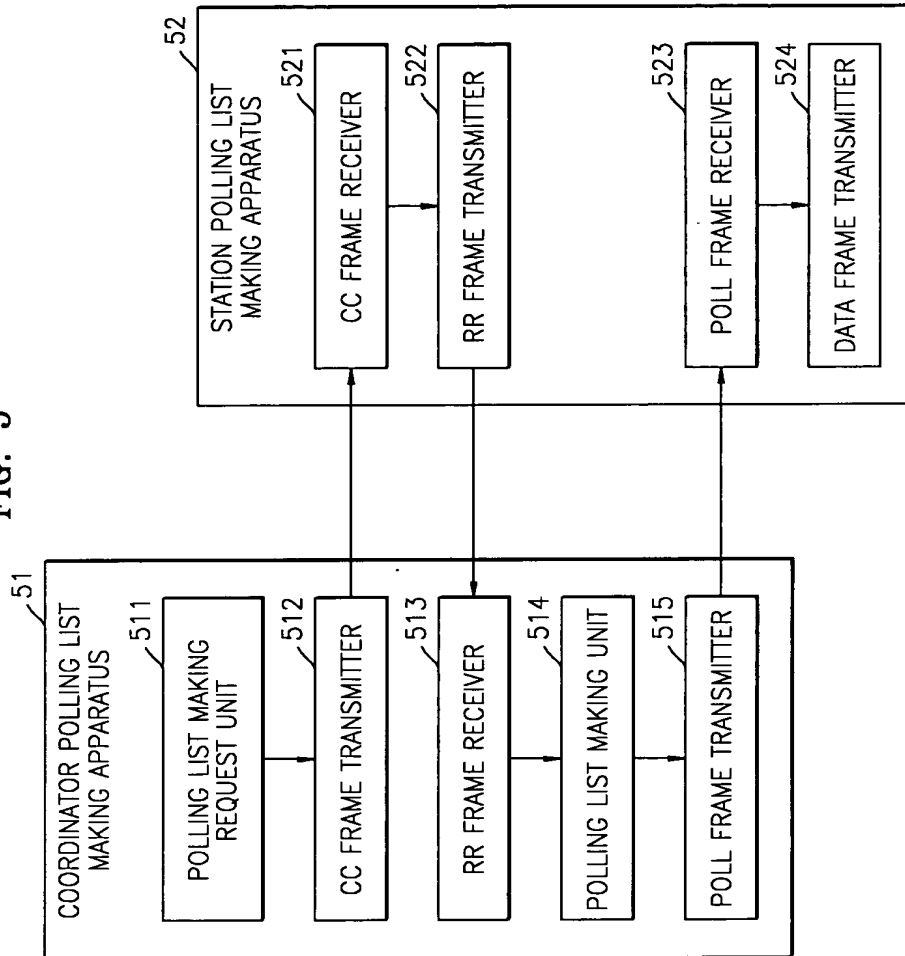 FIG. 5
51
COORDINATOR POLLING LIST
MAKING APPARATUS
511
POLLING LIST MAKING
REQUEST UNIT
512
CC FRAME TRANSMITTER
513
RR FRAME RECEIVER
514
POLLING LIST MAKING UNIT
515
POLL FRAME TRANSMITTER
52
STATION POLLING LIST
MAKING APPARATUS
521
CC FRAME RECEIVER
522
RR FRAME TRANSMITTER
523
POLL FRAME RECEIVER
524
DATA FRAME TRANSMITTER